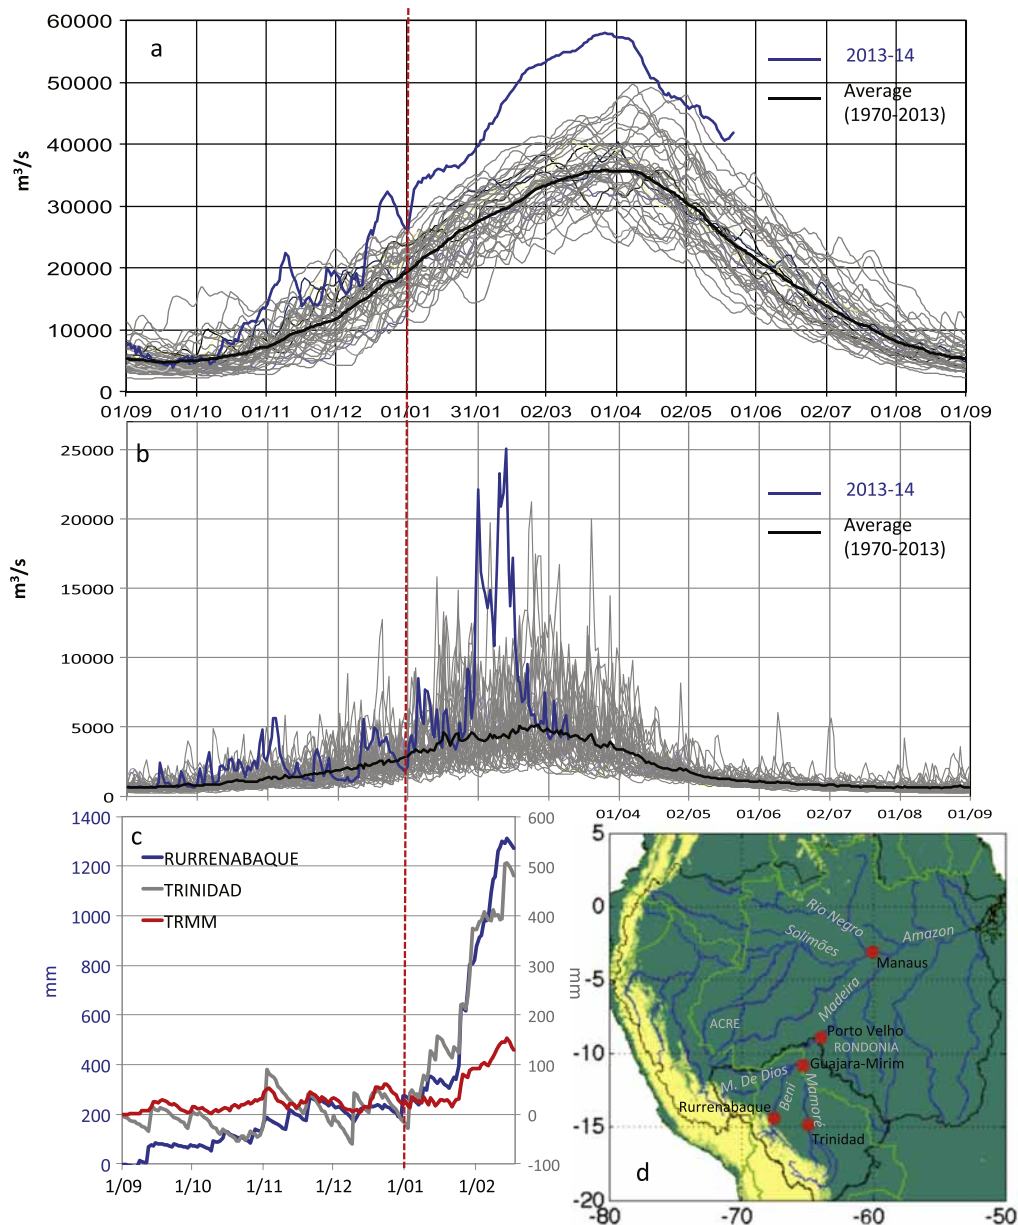 60000
a
2013-14
50000
Average
(1970-2013)
40000
m³/s
30000
20000
10000
0
01/09 01/10 01/11 01/12 01/01 31/01 02/03 01/04 02/05 01/06 02/07 01/08 01/09
b
25000
2013-14
20000
Average
(1970-2013)
m³/s
15000
10000
5000
0
01/04 02/05 01/06 02/07 01/08 01/09
1400
c
600
RURRENABAQUE
1200
500
TRINIDAD
TRMM
1000
400
800
300
mm
mm
600
200
400
100
200
0
0
-100
1/09 1/10 1/11 1/12 1/01 1/02
5
0
-5
-10
-15
-20
Rio Negro
Solimões
Amazon
Manaus
Madeira
ACRE
Porto Velho
RONDONIA
Guajara-Mirim
M. De Dios
Beni
Mamoré
Rurrenabaque
Trinidad
d
-80 -70 -60 -50